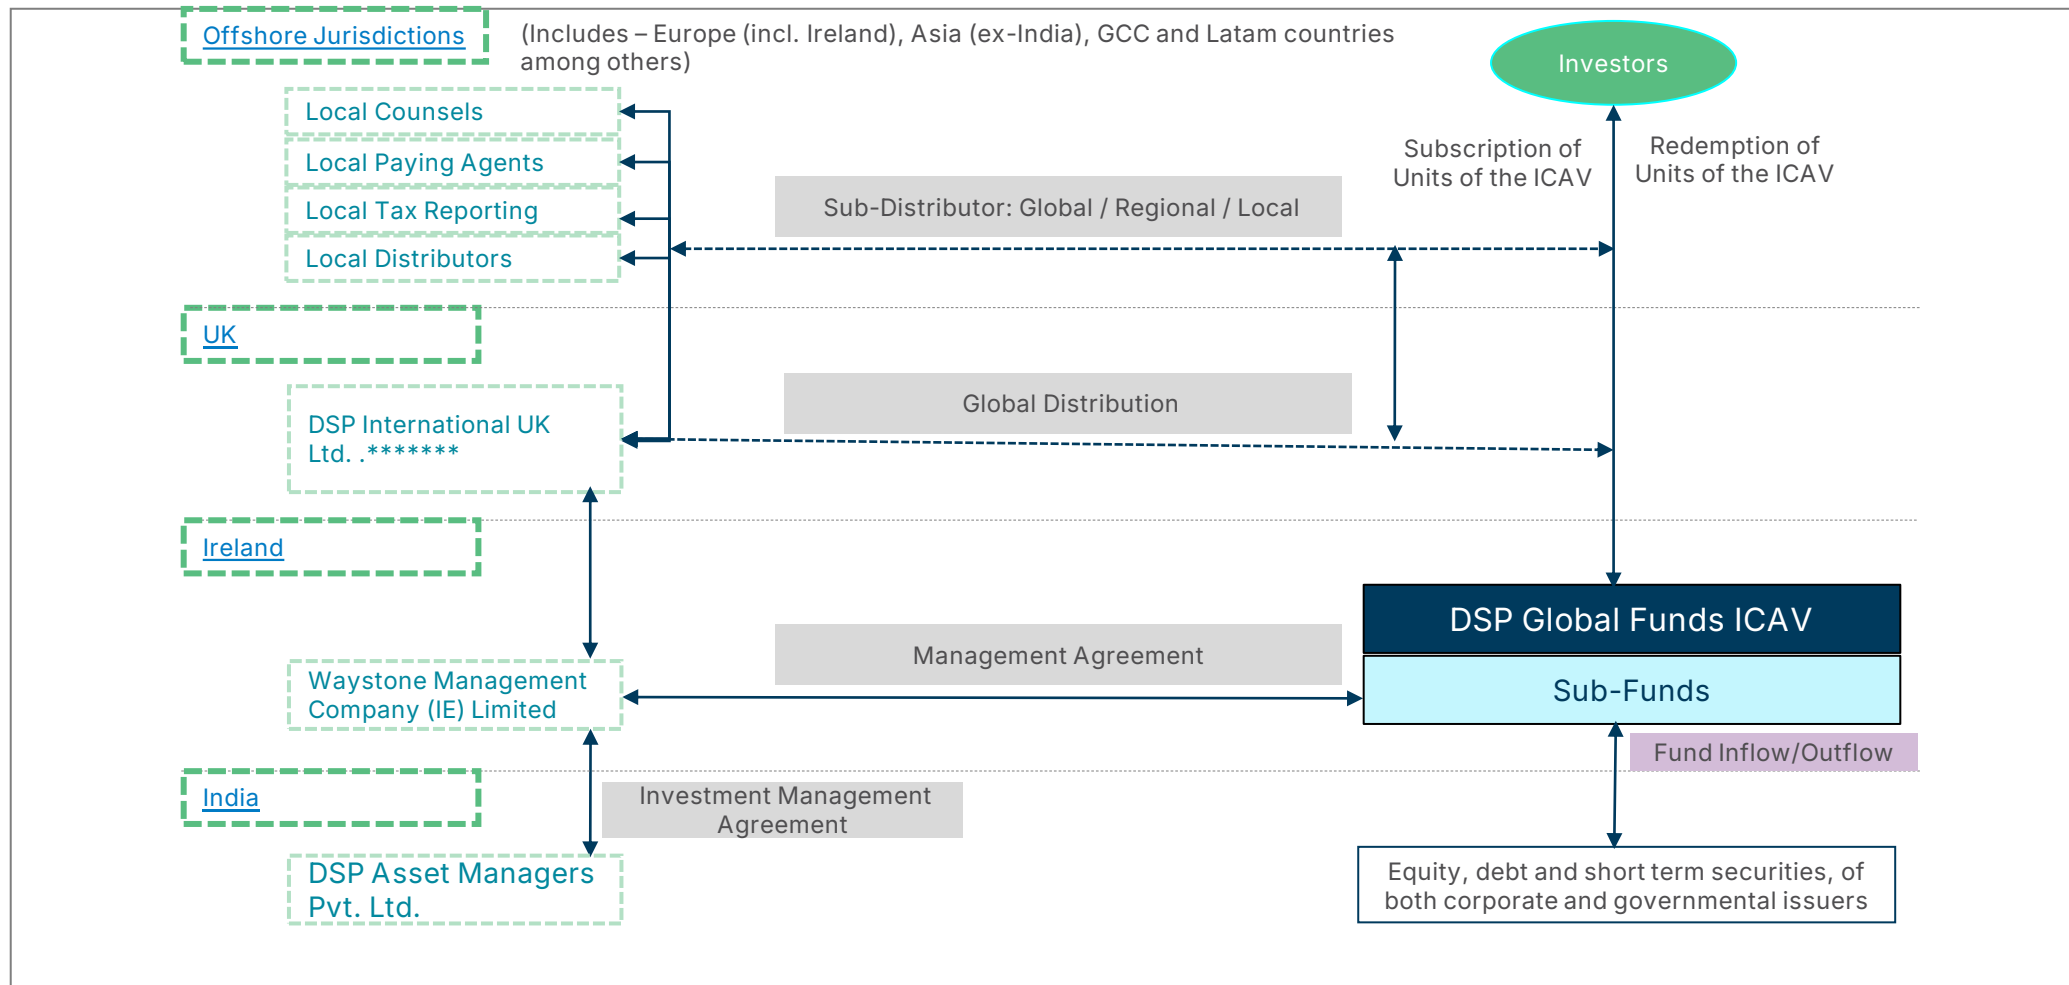 Offshore Jurisdictions
(Includes – Europe (incl. Ireland), Asia (ex-India), GCC and Latam countries
among others)
Investors
Local Counsels
Local Paying Agents
Local Tax Reporting
Local Distributors
Subscription of
Units of the ICAV
Redemption of
Units of the ICAV
Sub-Distributor: Global / Regional / Local
UK
DSP International UK
Ltd. .*******
Global Distribution
Ireland
DSP Global Funds ICAV
Sub-Funds
Management Agreement
Waystone Management
Company (IE) Limited
Fund Inflow/Outflow
India
Investment Management
Agreement
DSP Asset Managers
Pvt. Ltd.
Equity, debt and short term securities, of
both corporate and governmental issuers